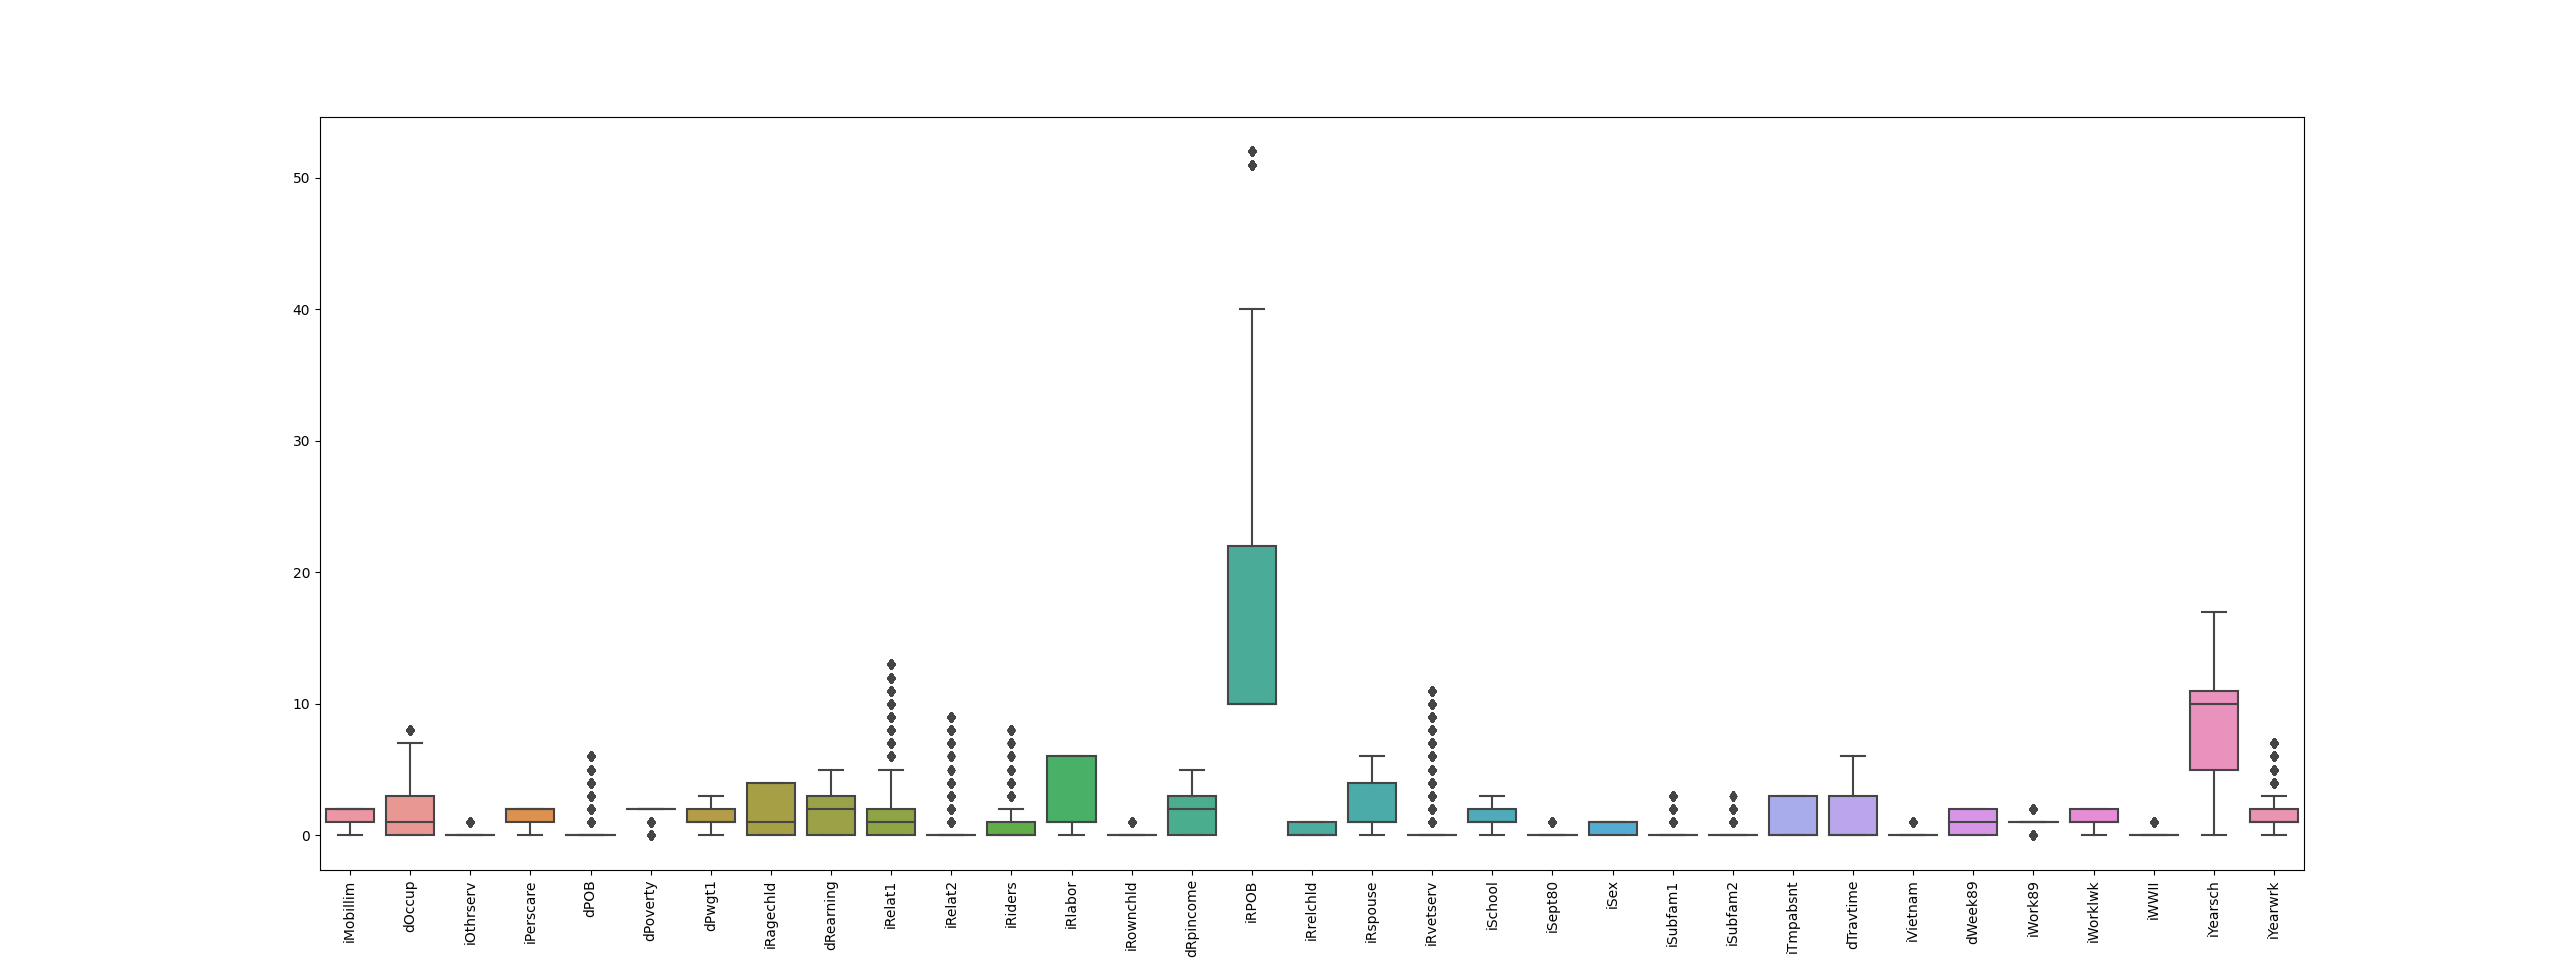 50
40
30
20
10
0
iMobillim
dOccup
iOthrserv
iPerscare
dPOB
dPoverty
dPwgt1
iRagechld
dRearning
iRelat1
iRelat2
iRiders
iRlabor
iRownchld
dRpincome
iRPOB
iRrelchld
iRspouse
iRvetserv
iSchool
iSept80
iSex
iSubfam1
iSubfam2
iTmpabsnt
dTravtime
iVietnam
dWeek89
iWork89
iWorklwk
iWWII
iYearsch
iYearwrk